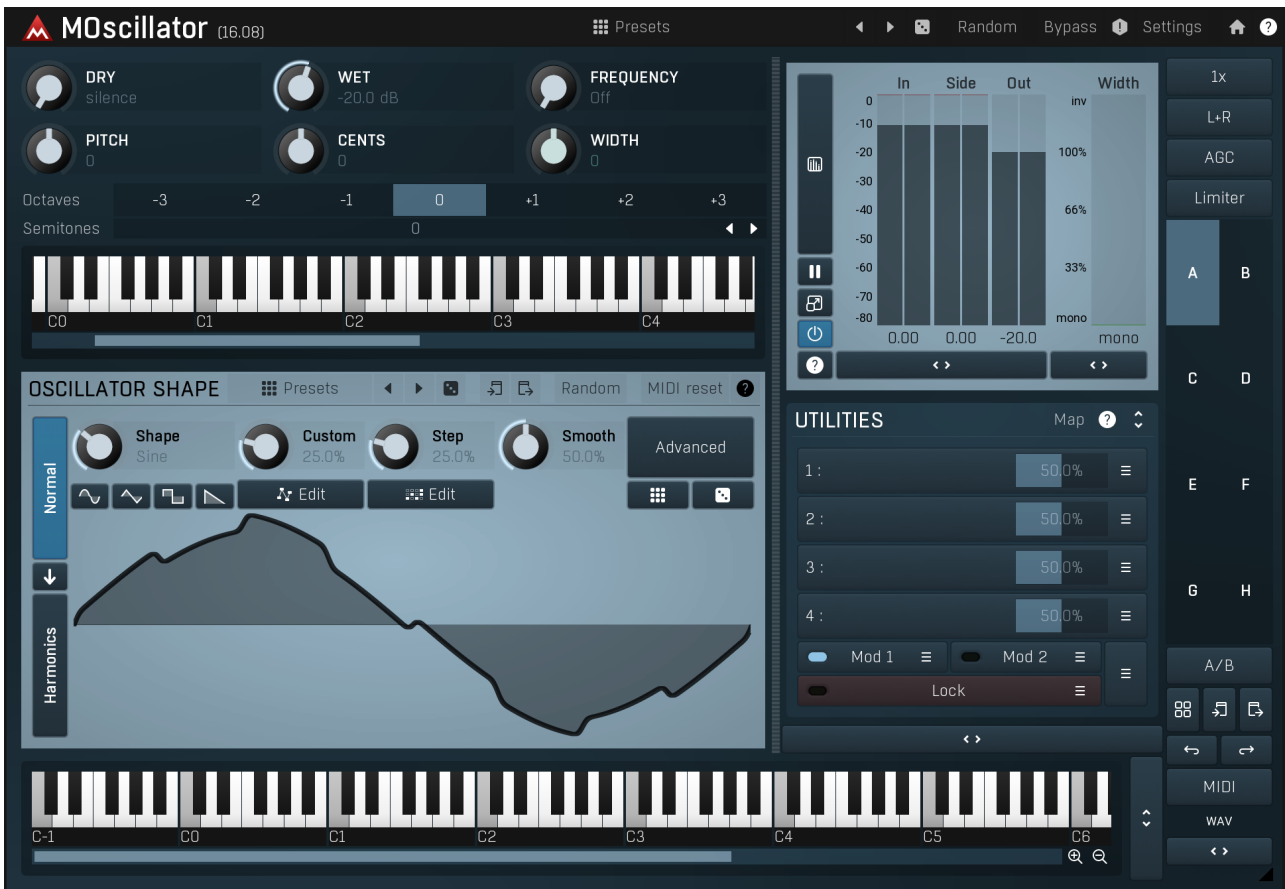 MOscillator (16.08) Presets Random Bypass Settings
DRY
silence
WET
-20.0 dB
FREQUENCY
Off
PITCH
0
CENTS
0
WIDTH
0
Octaves -3 -2 -1 0 +1 +2 +3
Semitones 0
C0 C1 C2 C3 C4
OSCILLATOR SHAPE Presets Random MIDI reset ?
Normal
Harmonics
Shape
Sine
Custom
25.0%
Step
25.0%
Smooth
50.0%
Advanced
Edit Edit
In Side Out Width
0 inv
-10
-20 100%
-30
-40 66%
-50
-60 33%
-70
-80 mono
0.00 0.00 -20.0 mono
UTILITIES Map ?
1 : 50.0%
2 : 50.0%
3 : 50.0%
4 : 50.0%
Mod 1 Mod 2
Lock
1x
L+R
AGC
Limiter
A B
C D
E F
G H
A/B
MIDI
WAV
C-1 C0 C1 C2 C3 C4 C5 C6